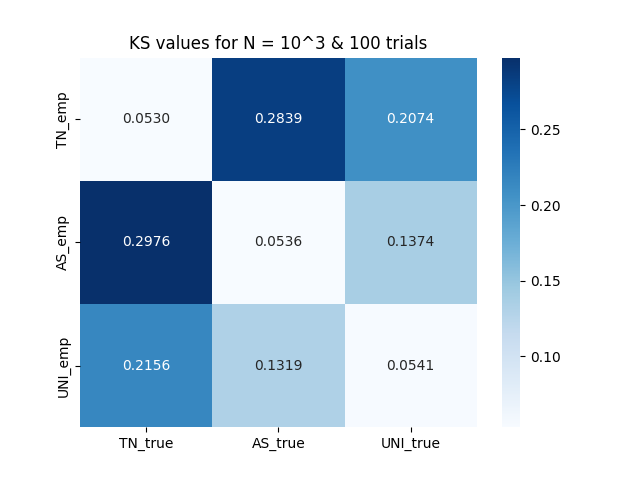 KS values for N = 10^3 & 100 trials
TN_emp
0.0530 0.2839 0.2074
AS_emp
0.2976 0.0536 0.1374
UNI_emp
0.2156 0.1319 0.0541
TN_true AS_true UNI_true
0.25
0.20
0.15
0.10